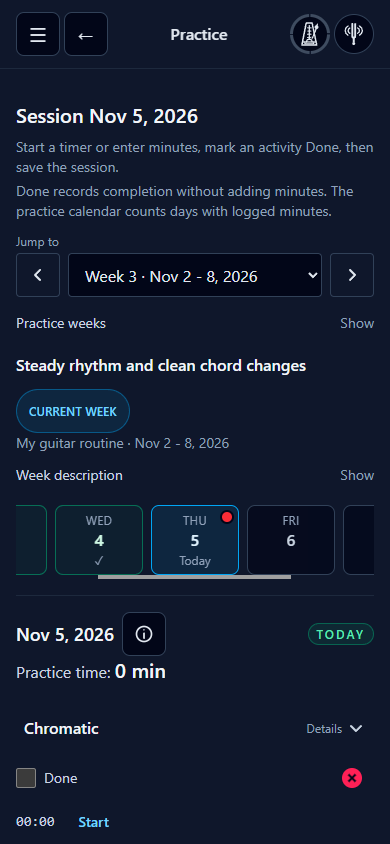 Practice
Session Nov 5, 2026
Start a timer or enter minutes, mark an activity Done, then
save the session.
Done records completion without adding minutes. The
practice calendar counts days with logged minutes.
Jump to
Week 3 · Nov 2 - 8, 2026
Practice weeks Show
Steady rhythm and clean chord changes
CURRENT WEEK
My guitar routine · Nov 2 - 8, 2026
Week description Show
WED THU FRI
4 5 6
✓ Today
Nov 5, 2026 TODAY
Practice time: 0 min
Chromatic Details
Done
00:00 Start